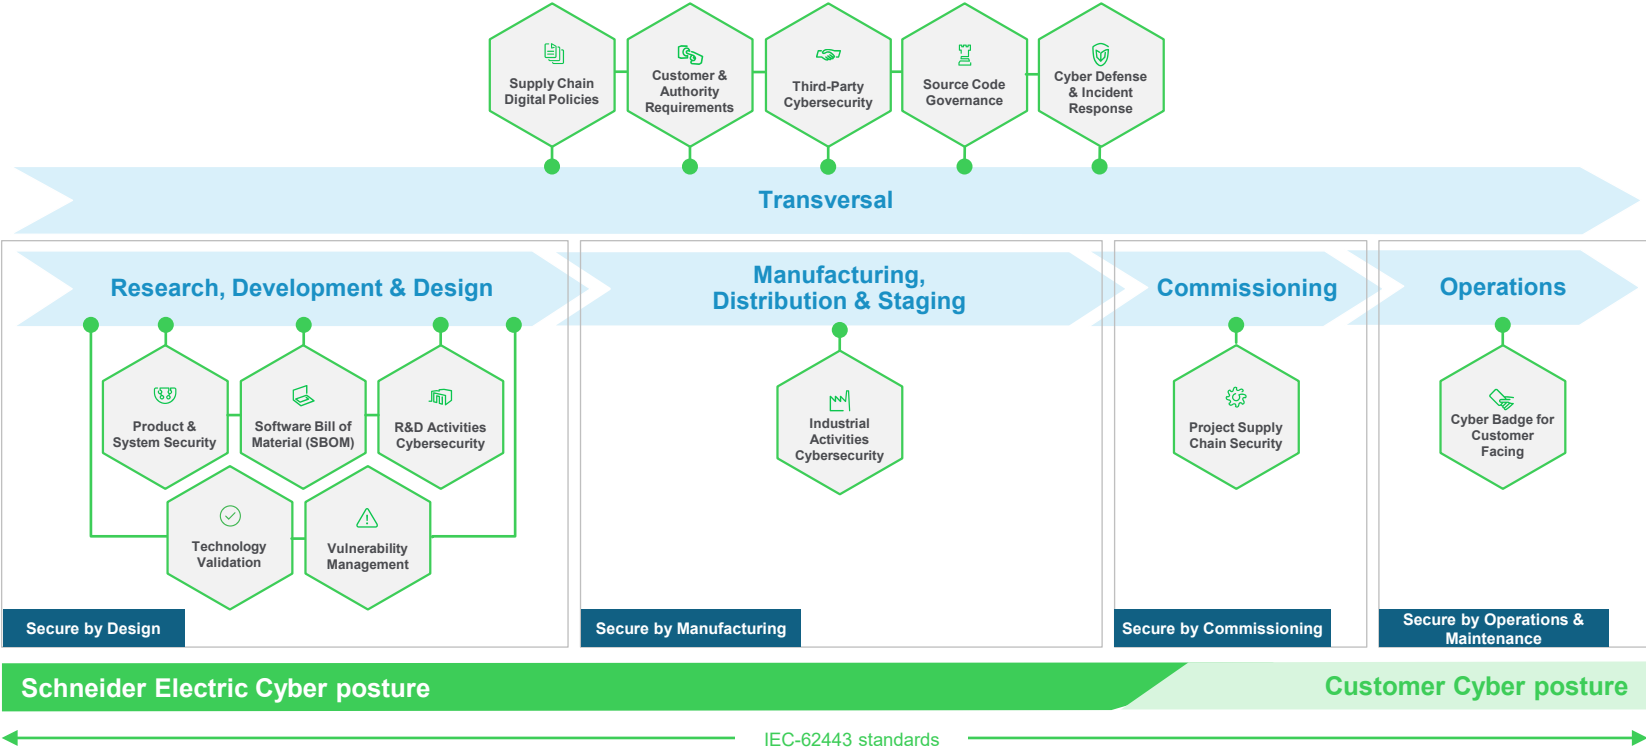 Supply Chain
Digital Policies
Customer &
Authority
Requirements
Third-Party
Cybersecurity
Source Code
Governance
Cyber Defense
& Incident
Response
Transversal
Research, Development & Design
Manufacturing,
Distribution & Staging
Commissioning
Operations
Product &
System Security
Software Bill of
Material (SBOM)
R&D Activities
Cybersecurity
Technology
Validation
Vulnerability
Management
Industrial
Activities
Cybersecurity
Project Supply
Chain Security
Cyber Badge for
Customer
Facing
Secure by Design
Secure by Manufacturing
Secure by Commissioning
Secure by Operations &
Maintenance
Schneider Electric Cyber posture
Customer Cyber posture
IEC-62443 standards